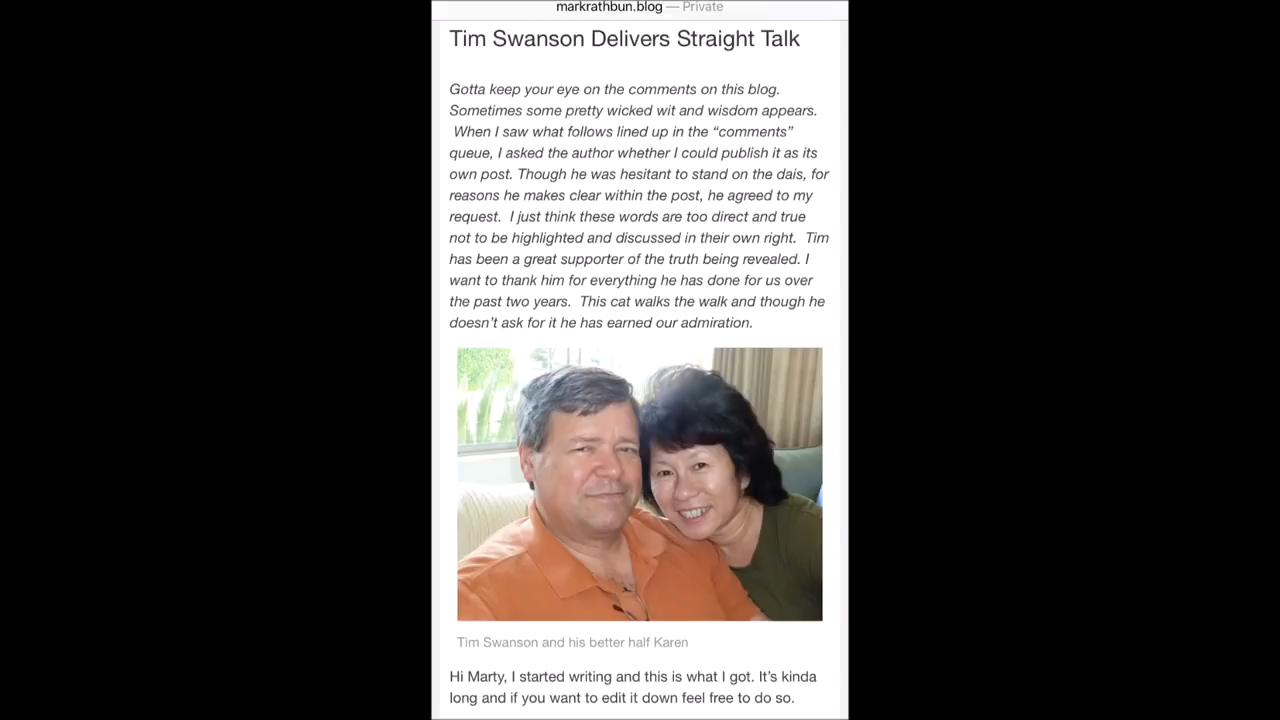 markrathbun.blog — Private
Tim Swanson Delivers Straight Talk
Gotta keep your eye on the comments on this blog.
Sometimes some pretty wicked wit and wisdom appears.
When I saw what follows lined up in the “comments”
queue, I asked the author whether I could publish it as its
own post. Though he was hesitant to stand on the dais, for
reasons he makes clear within the post, he agreed to my
request.  I just think these words are too direct and true
not to be highlighted and discussed in their own right.  Tim
has been a great supporter of the truth being revealed. I
want to thank him for everything he has done for us over
the past two years.  This cat walks the walk and though he
doesn’t ask for it he has earned our admiration.
Tim Swanson and his better half Karen
Hi Marty, I started writing and this is what I got. It’s kinda
long and if you want to edit it down feel free to do so.